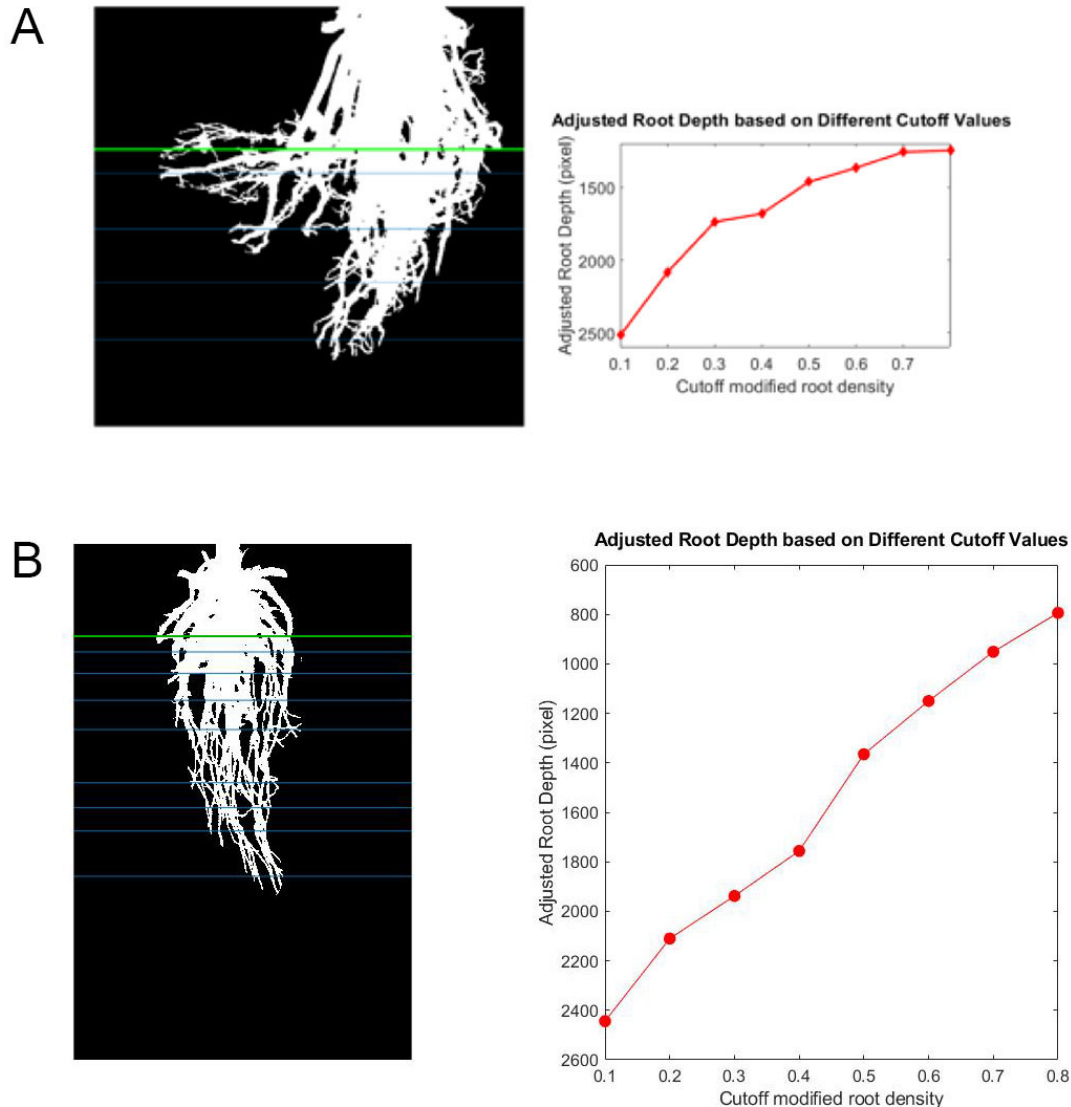 A
Adjusted Root Depth based on Different Cutoff Values
Adjusted Root Depth (pixel)
1500
2000
2500
0.1 0.2 0.3 0.4 0.5 0.6 0.7
Cutoff modified root density
B
Adjusted Root Depth based on Different Cutoff Values
Adjusted Root Depth (pixel)
600
800
1000
1200
1400
1600
1800
2000
2200
2400
2600
0.1 0.2 0.3 0.4 0.5 0.6 0.7 0.8
Cutoff modified root density